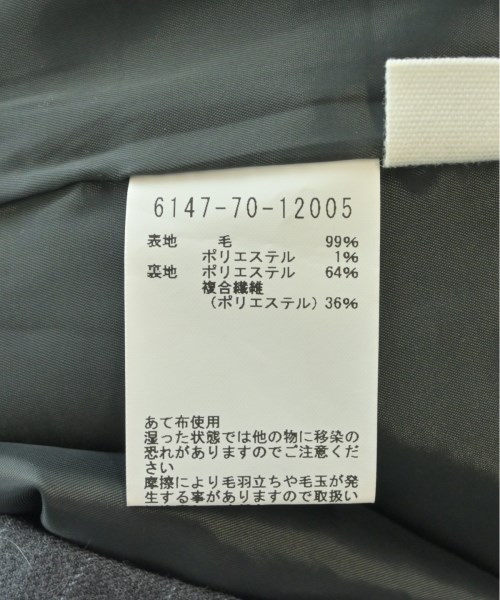 6147-70-12005
表地 毛 99%
ポリエステル 1%
裏地 ポリエステル 64%
複合繊維
(ポリエステル) 36%
あて布使用
湿った状態では他の物に移染の
恐れがありますのでご注意くだ
さい
摩擦により毛羽立ちや毛玉が発
生する事がありますので取扱い